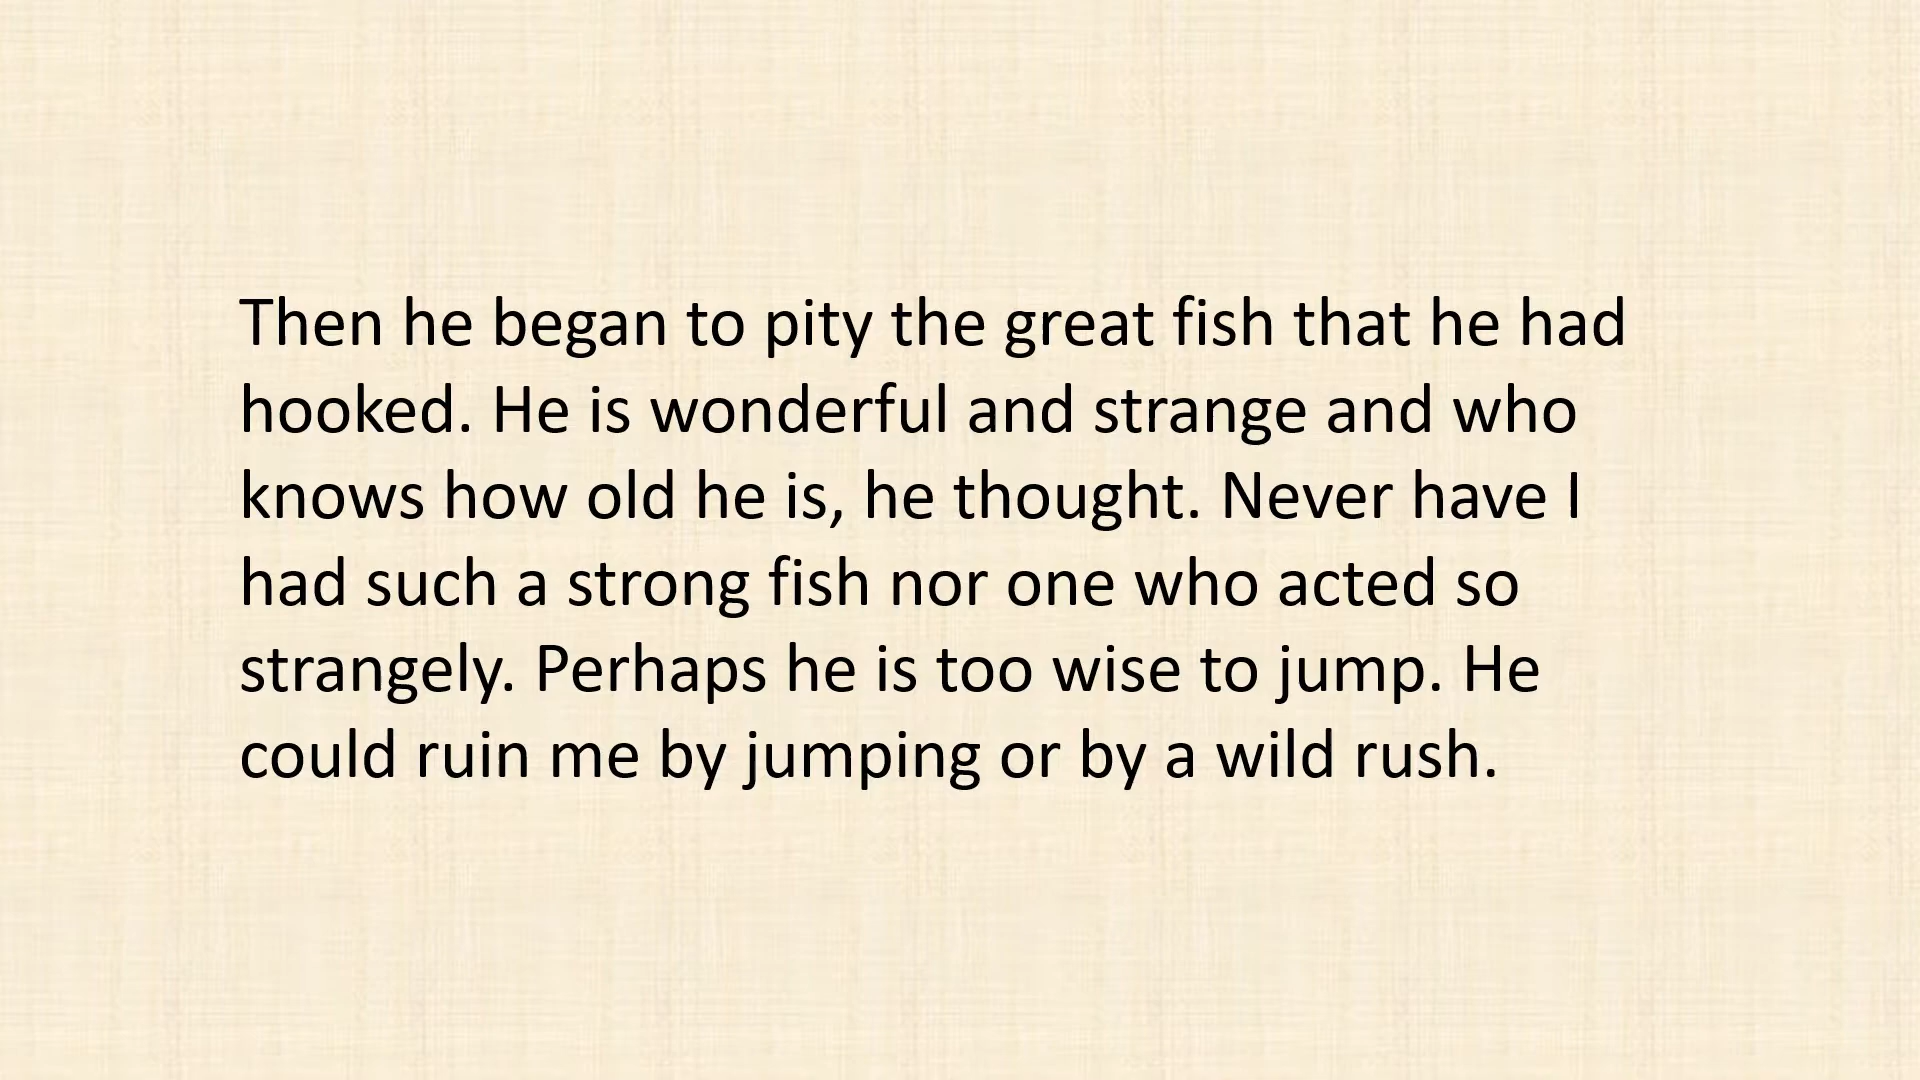 Then he began to pity the great fish that he had
hooked. He is wonderful and strange and who
knows how old he is, he thought. Never have I
had such a strong fish nor one who acted so
strangely. Perhaps he is too wise to jump. He
could ruin me by jumping or by a wild rush.